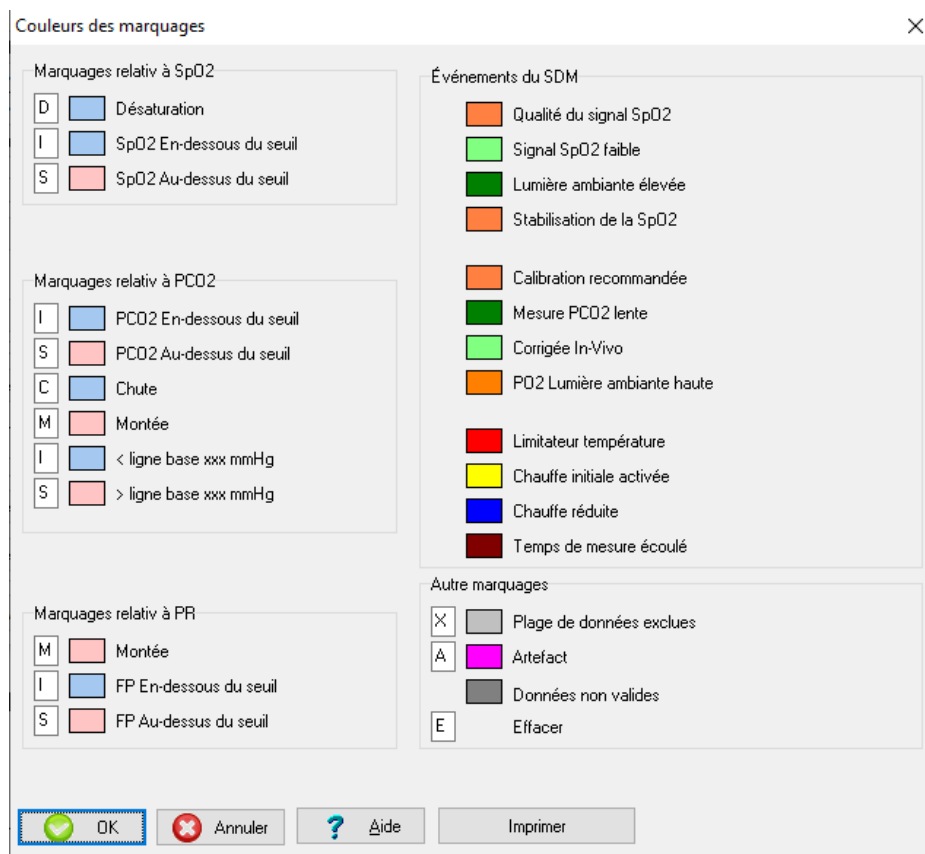 Couleurs des marquages
Marquages relativ à SpO2
D Désaturation
I SpO2 En-dessous du seuil
S SpO2 Au-dessus du seuil
Marquages relativ à PCO2
I PCO2 En-dessous du seuil
S PCO2 Au-dessus du seuil
C Chute
M Montée
I < ligne base xxx mmHg
S > ligne base xxx mmHg
Marquages relativ à PR
M Montée
I FP En-dessous du seuil
S FP Au-dessus du seuil
Événements du SDM
Qualité du signal SpO2
Signal SpO2 faible
Lumière ambiante élevée
Stabilisation de la SpO2
Calibration recommandée
Mesure PCO2 lente
Corrigée In-Vivo
PO2 Lumière ambiante haute
Limitateur température
Chauffe initiale activée
Chauffe réduite
Temps de mesure écoulé
Autre marquages
X Plage de données exclues
A Artefact
Données non valides
E Effacer
OK Annuler Aide Imprimer